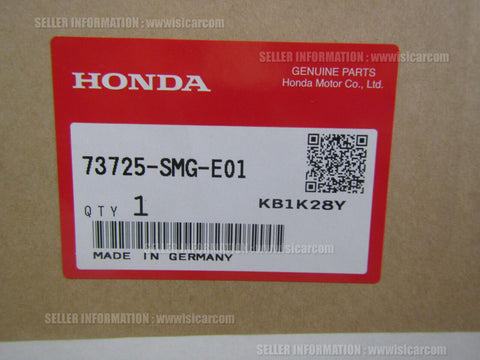 SELLER INFORMATION : wwwisicarcom SELLER INFORMATION : wwwisicarcom
HONDA
GENUINE PARTS
Honda Motor Co., Ltd.
73725-SMG-E01
QTY 1
KB1K28Y
MADE IN GERMANY
SELLER INFORMATION : wwwisicarcom SELLER INFORMATION : wwwisicarcom